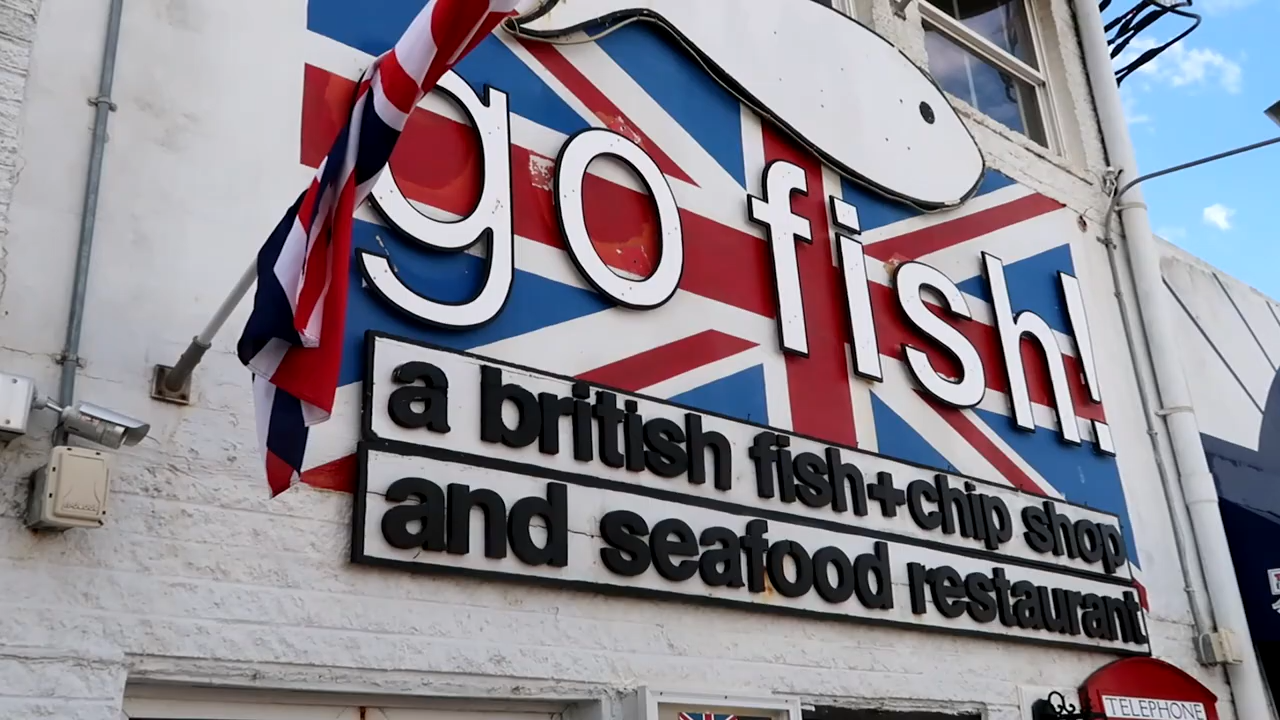 go fish!
a british fish+chip shop
and seafood restaurant
TELEPHONE